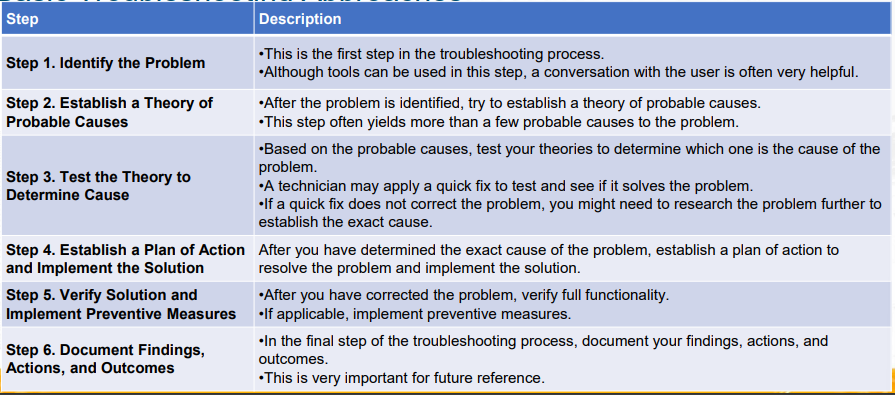 Basic Troubleshooting Approaches
Step
Description
Step 1. Identify the Problem
•This is the first step in the troubleshooting process.
•Although tools can be used in this step, a conversation with the user is often very helpful.
Step 2. Establish a Theory of
Probable Causes
•After the problem is identified, try to establish a theory of probable causes.
•This step often yields more than a few probable causes to the problem.
Step 3. Test the Theory to
Determine Cause
•Based on the probable causes, test your theories to determine which one is the cause of the
problem.
•A technician may apply a quick fix to test and see if it solves the problem.
•If a quick fix does not correct the problem, you might need to research the problem further to
establish the exact cause.
Step 4. Establish a Plan of Action
and Implement the Solution
After you have determined the exact cause of the problem, establish a plan of action to
resolve the problem and implement the solution.
Step 5. Verify Solution and
Implement Preventive Measures
•After you have corrected the problem, verify full functionality.
•If applicable, implement preventive measures.
Step 6. Document Findings,
Actions, and Outcomes
•In the final step of the troubleshooting process, document your findings, actions, and
outcomes.
•This is very important for future reference.